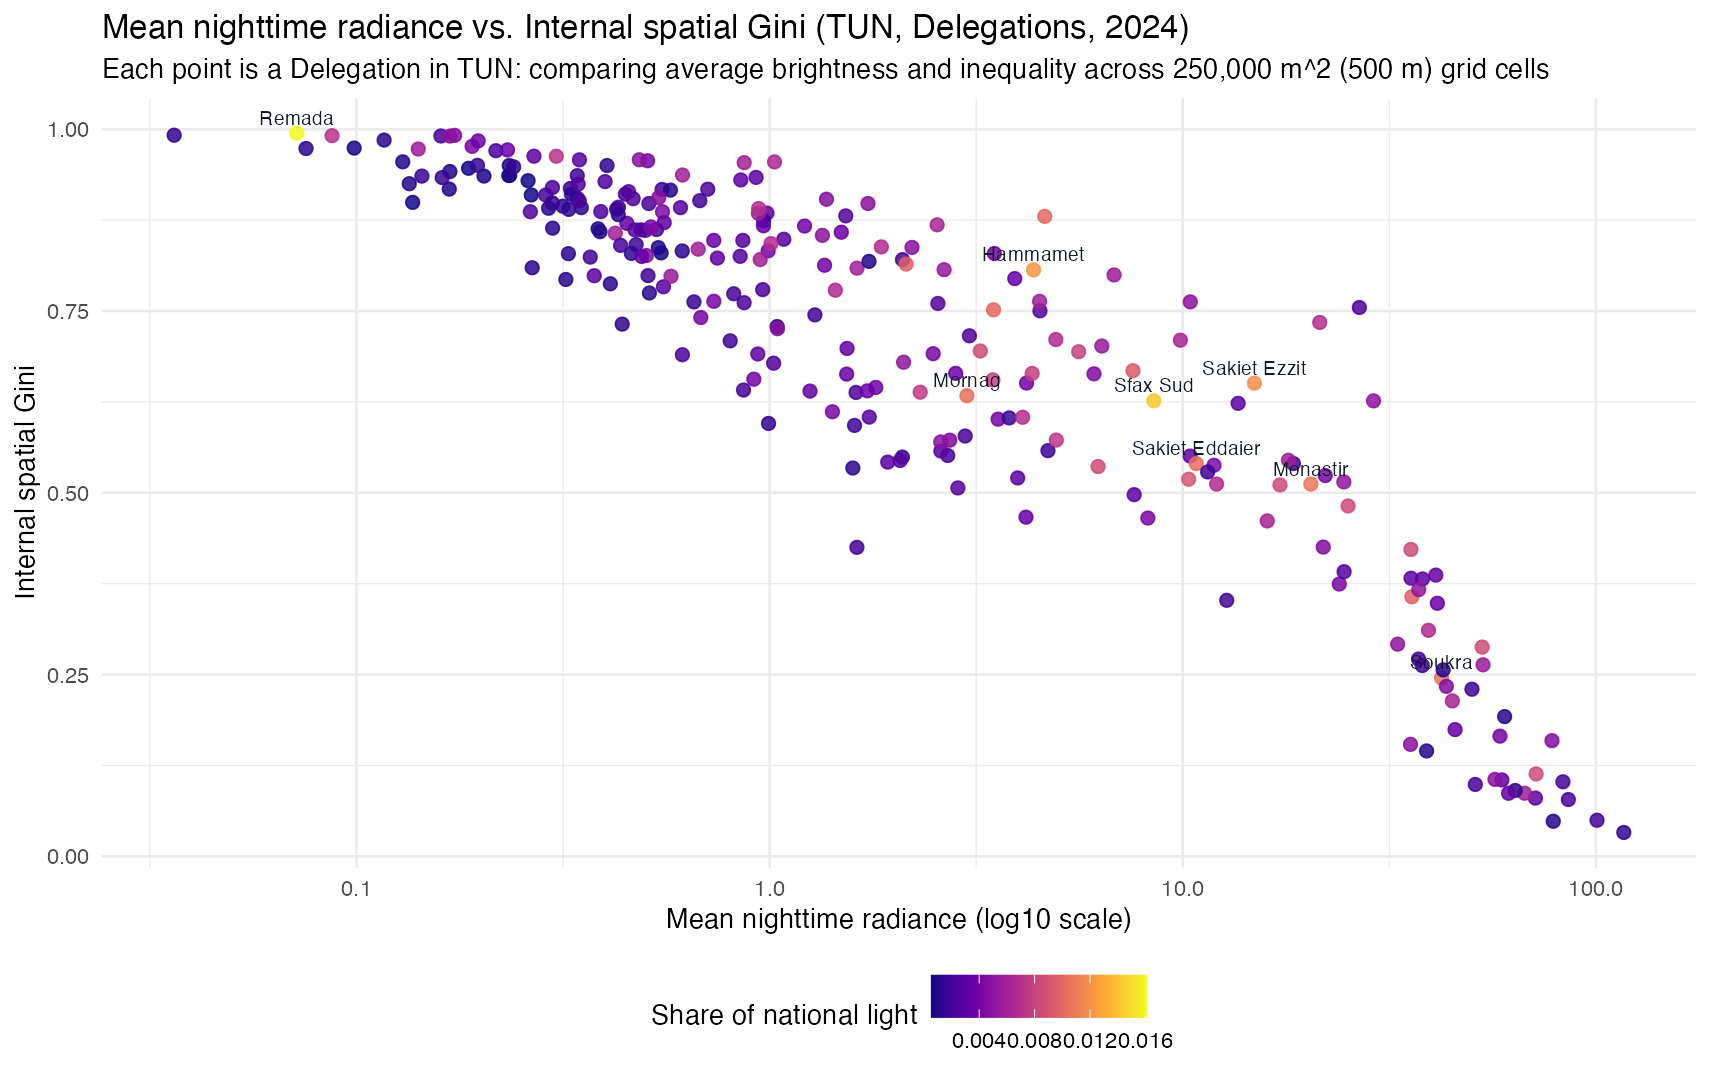 Mean nighttime radiance vs. Internal spatial Gini (TUN, Delegations, 2024)
Each point is a Delegation in TUN: comparing average brightness and inequality across 250,000 m^2 (500 m) grid cells
Remada
1.00
Hammamet
0.75
Sakiet Ezzit
Mornag
Sfax Sud
Sakiet Eddaier
Monastir
0.50
Soukra
0.25
0.00
Internal spatial Gini
0.1 1.0 10.0 100.0
Mean nighttime radiance (log10 scale)
Share of national light
0.0040.0080.0120.016